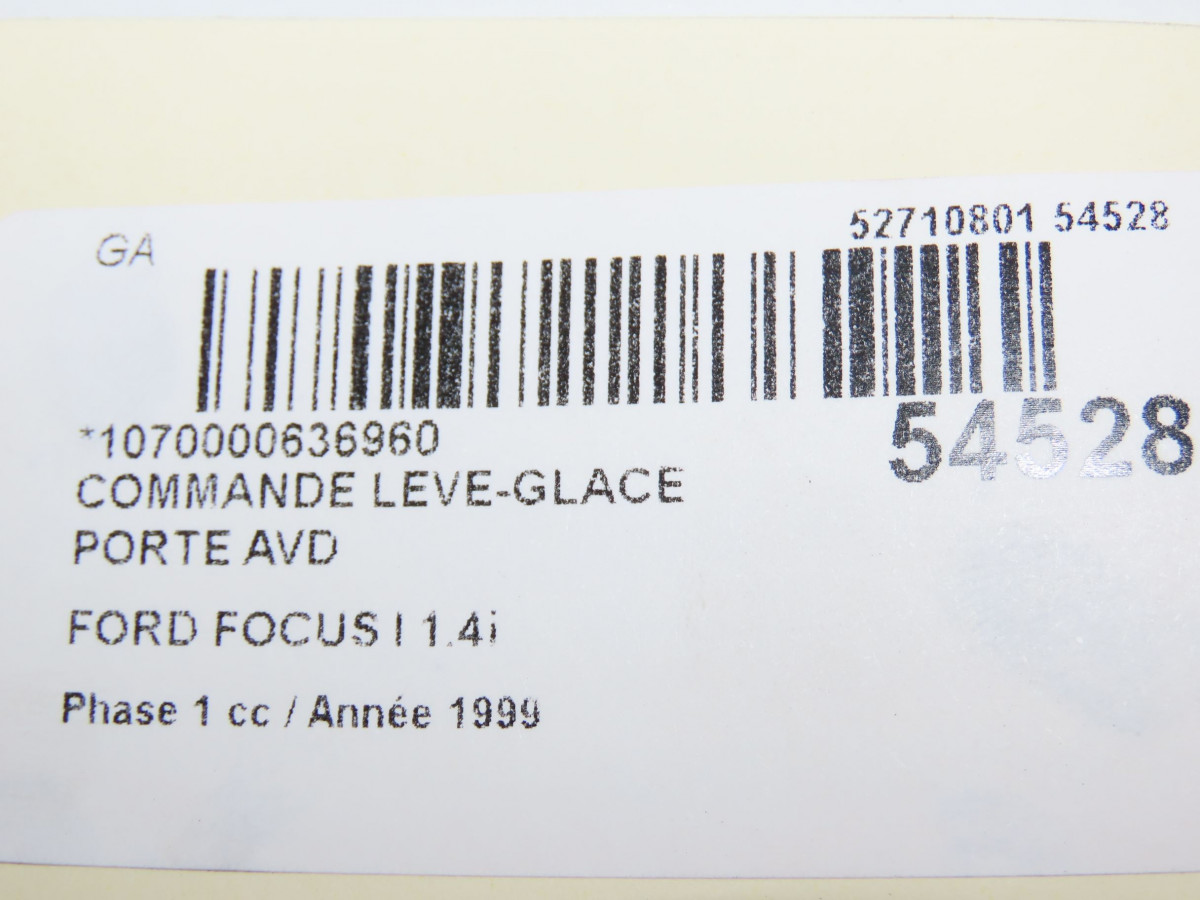 52710801 54528
GA
*1070000636960
54528
COMMANDE LEVE-GLACE
PORTE AVD
FORD FOCUS I 1.4i
Phase 1 cc / Année 1999